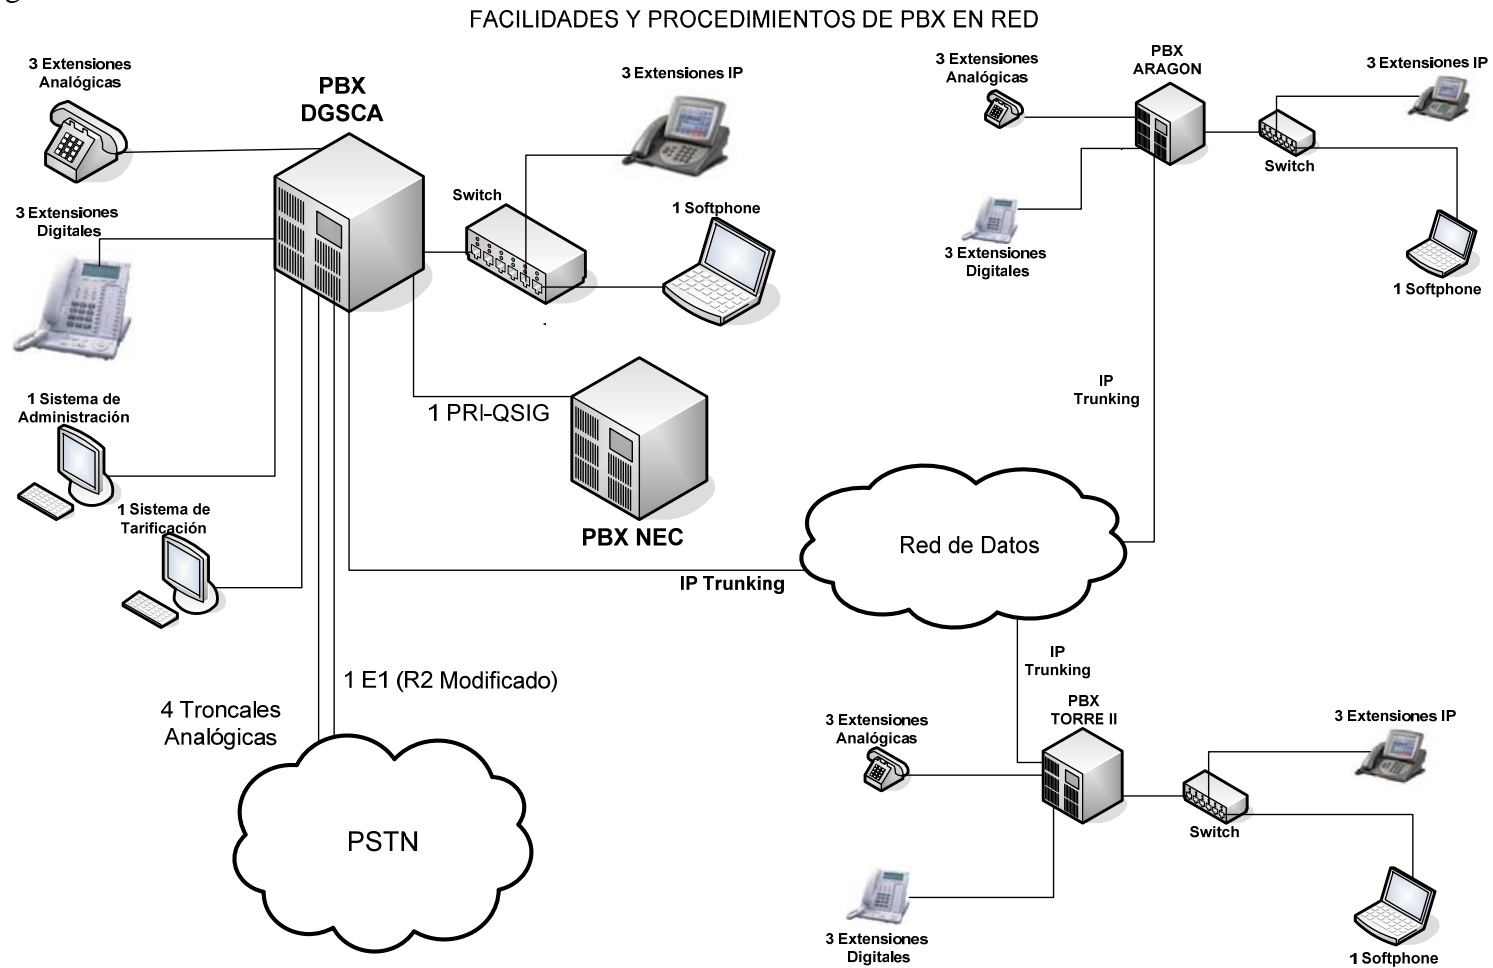 FACILIDADES Y PROCEDIMIENTOS DE PBX EN RED
3 Extensiones
Analógicas
PBX
DGSCA
3 Extensiones IP
Switch
1 Softphone
3 Extensiones
Digitales
1 Sistema de
Administración
1 Sistema de
Tarificación
1 PRI-QSIG
PBX NEC
IP Trunking
Red de Datos
1 E1 (R2 Modificado)
4 Troncales
Analógicas
PSTN
3 Extensiones
Analógicas
PBX
ARAGON
3 Extensiones IP
Switch
3 Extensiones
Digitales
1 Softphone
IP
Trunking
IP
Trunking
PBX
TORRE II
3 Extensiones
Analógicas
3 Extensiones IP
Switch
3 Extensiones
Digitales
1 Softphone